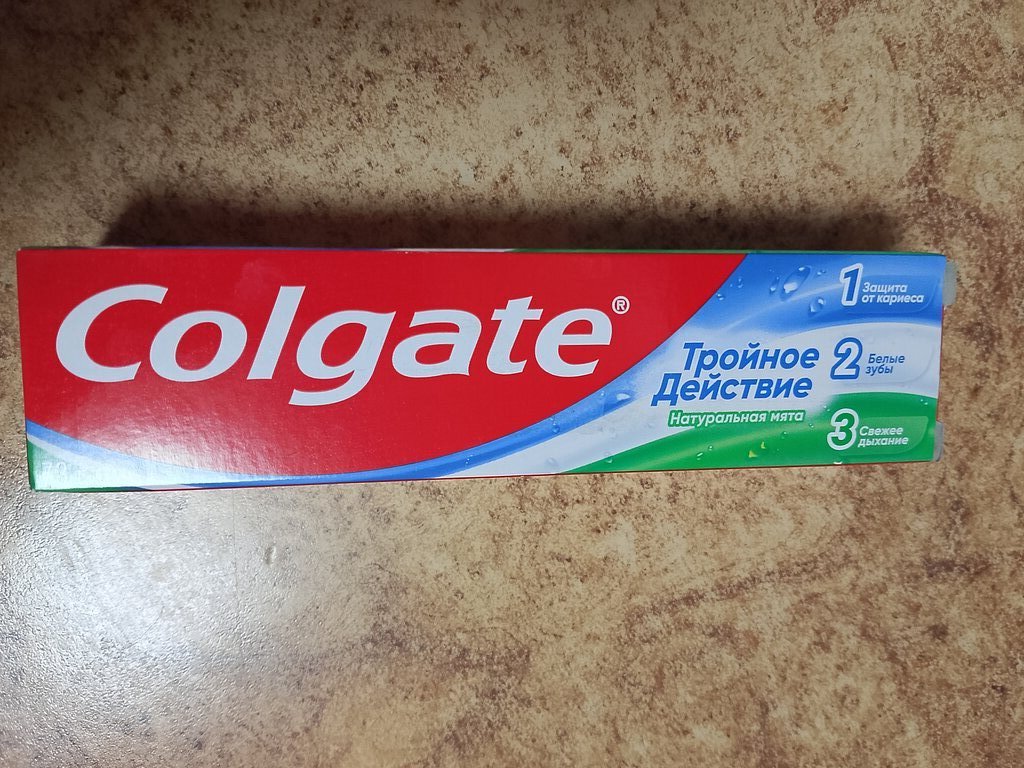 Colgate®
Тройное
Действие
Натуральная мята
1 Защита
от кариеса
2 Белые
зубы
3 Свежее
дыхание